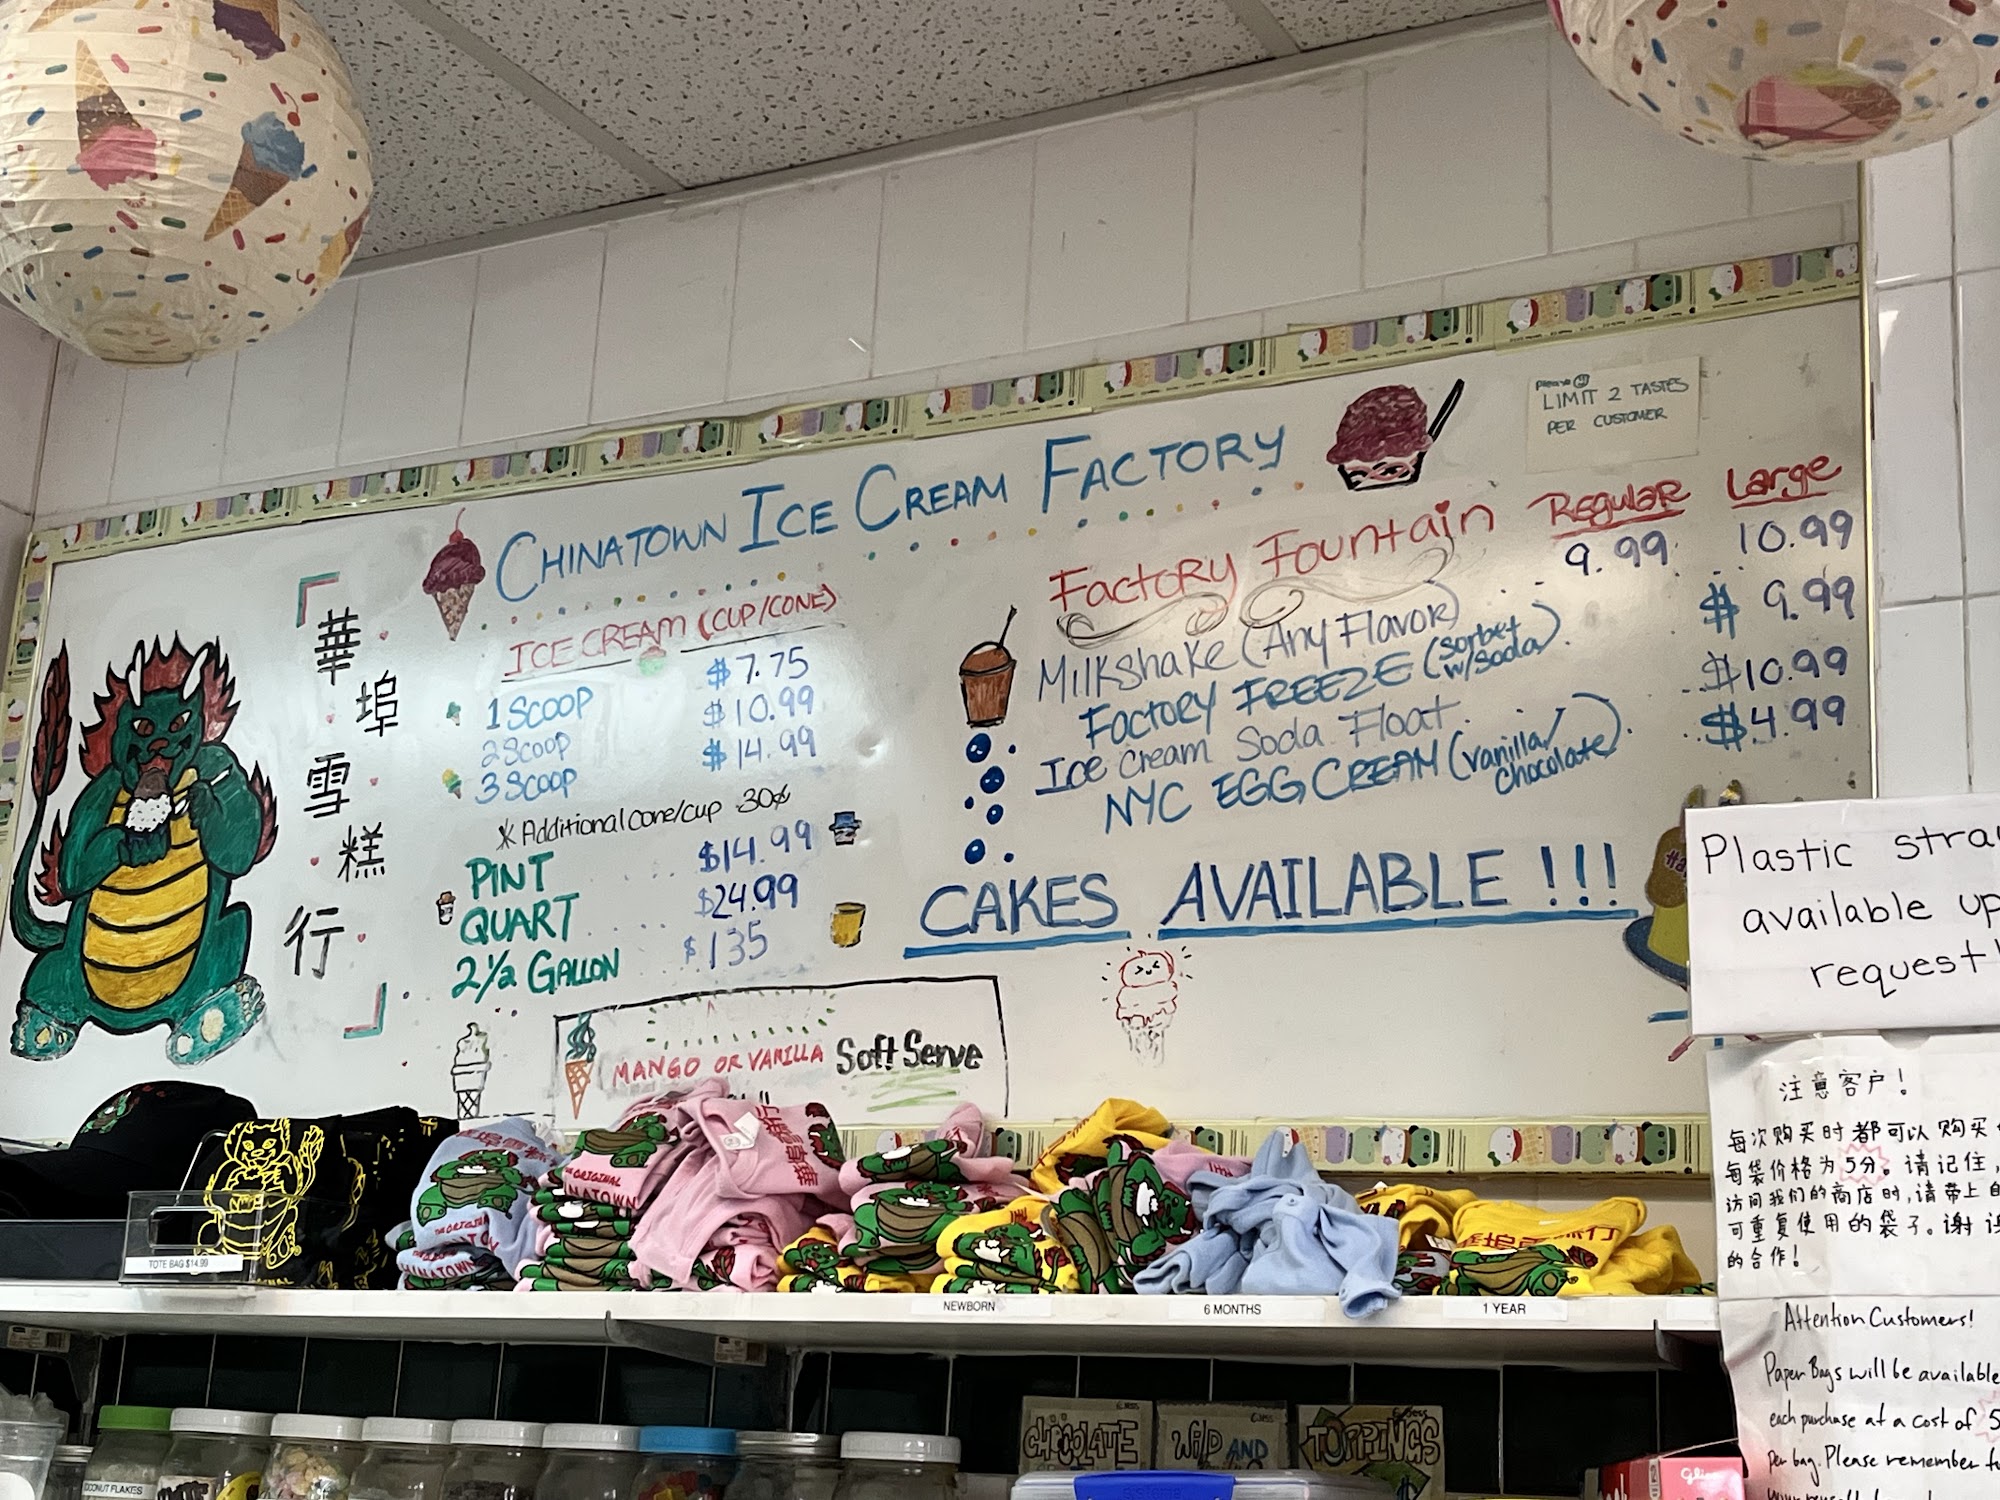 CHINATOWN ICE CREAM FACTORY
華
埠
雪
糕
行
ICE CREAM (CUP/CONE)
1 SCOOP $7.75
2 SCOOP $10.99
3 SCOOP $14.99
* Additional cone/cup .30¢
PINT $14.99
QUART $24.99
2 1/2 GALLON $135
MANGO OR VANILLA Soft Serve
please
LIMIT 2 TASTES
PER CUSTOMER
Factory Fountain Regular Large
Milkshake (Any Flavor) 9.99 10.99
FACTORY FREEZE (sorbet w/soda) $9.99
Ice cream Soda Float $10.99
NYC EGG CREAM (vanilla/chocolate) $4.99
CAKES AVAILABLE!!!
Plastic
available
request!
注意客户!
每次购买时都可以购买
每袋价格为5分。请记住,
访问我们的商店时,请带上
可重复使用的袋子。谢
的合作!
Attention Customers!
Paper Bags will be available
each purchase at a cost of 5
per bag. Please remember
TOTE BAG $14.99
THE ORIGINAL
NEWBORN
6 MONTHS
1 YEAR
COCONUT FLAKES
CHOCOLATE
WILD AND
TOPPINGS